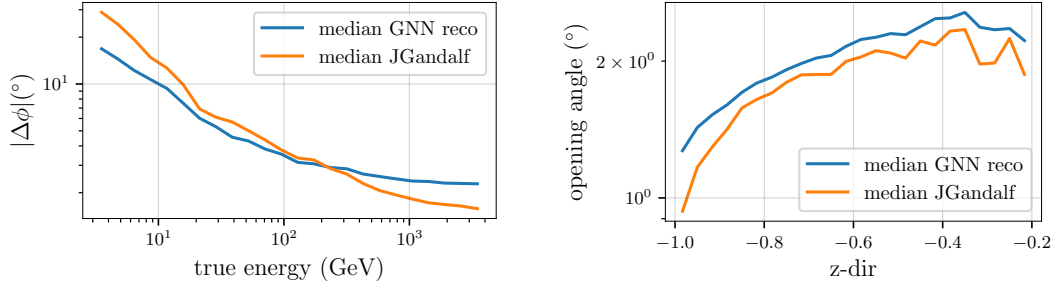 |Δϕ|(°)
10¹
median GNN reco
median JGandalf
10¹
10²
10³
true energy (GeV)
opening angle (°)
2 × 10⁰
10⁰
median GNN reco
median JGandalf
−1.0
−0.8
−0.6
−0.4
−0.2
z-dir